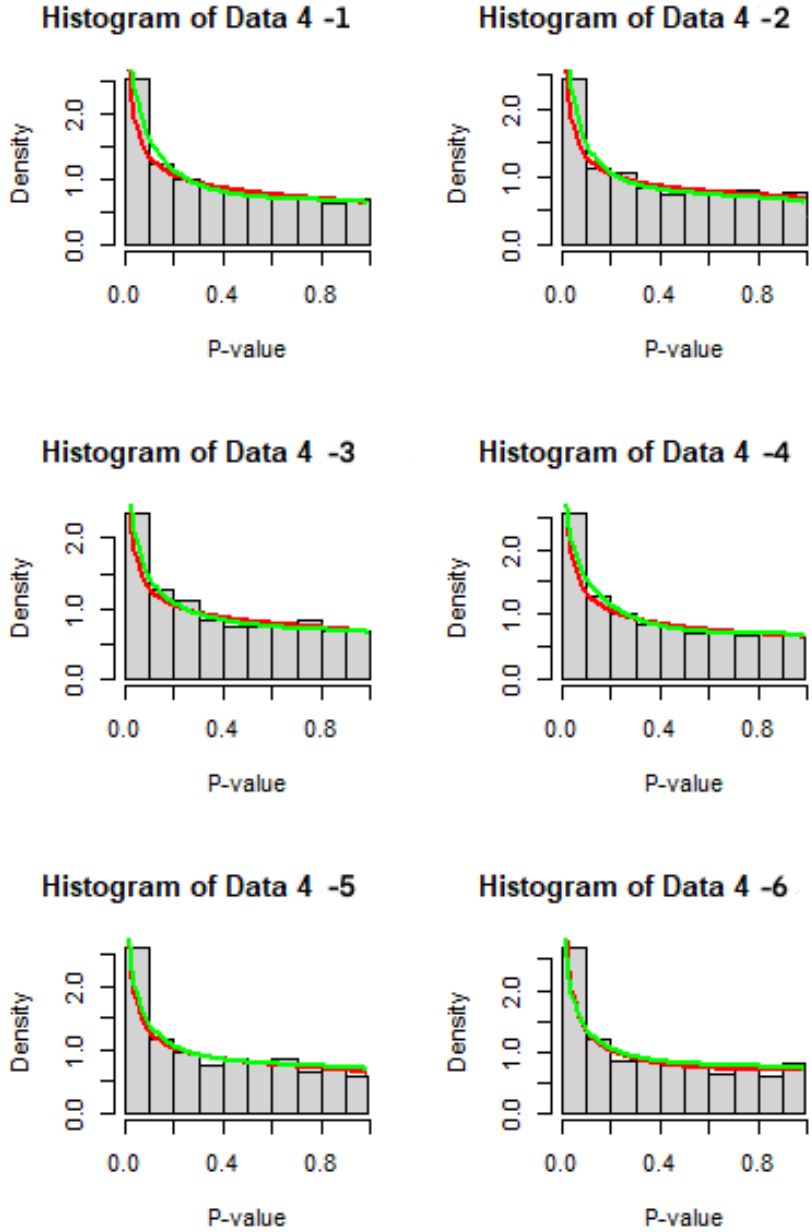 Histogram of Data 4 -1
Density
0.0 1.0 2.0
0.0 0.4 0.8
P-value
Histogram of Data 4 -2
Density
0.0 1.0 2.0
0.0 0.4 0.8
P-value
Histogram of Data 4 -3
Density
0.0 1.0 2.0
0.0 0.4 0.8
P-value
Histogram of Data 4 -4
Density
0.0 1.0 2.0
0.0 0.4 0.8
P-value
Histogram of Data 4 -5
Density
0.0 1.0 2.0
0.0 0.4 0.8
P-value
Histogram of Data 4 -6
Density
0.0 1.0 2.0
0.0 0.4 0.8
P-value